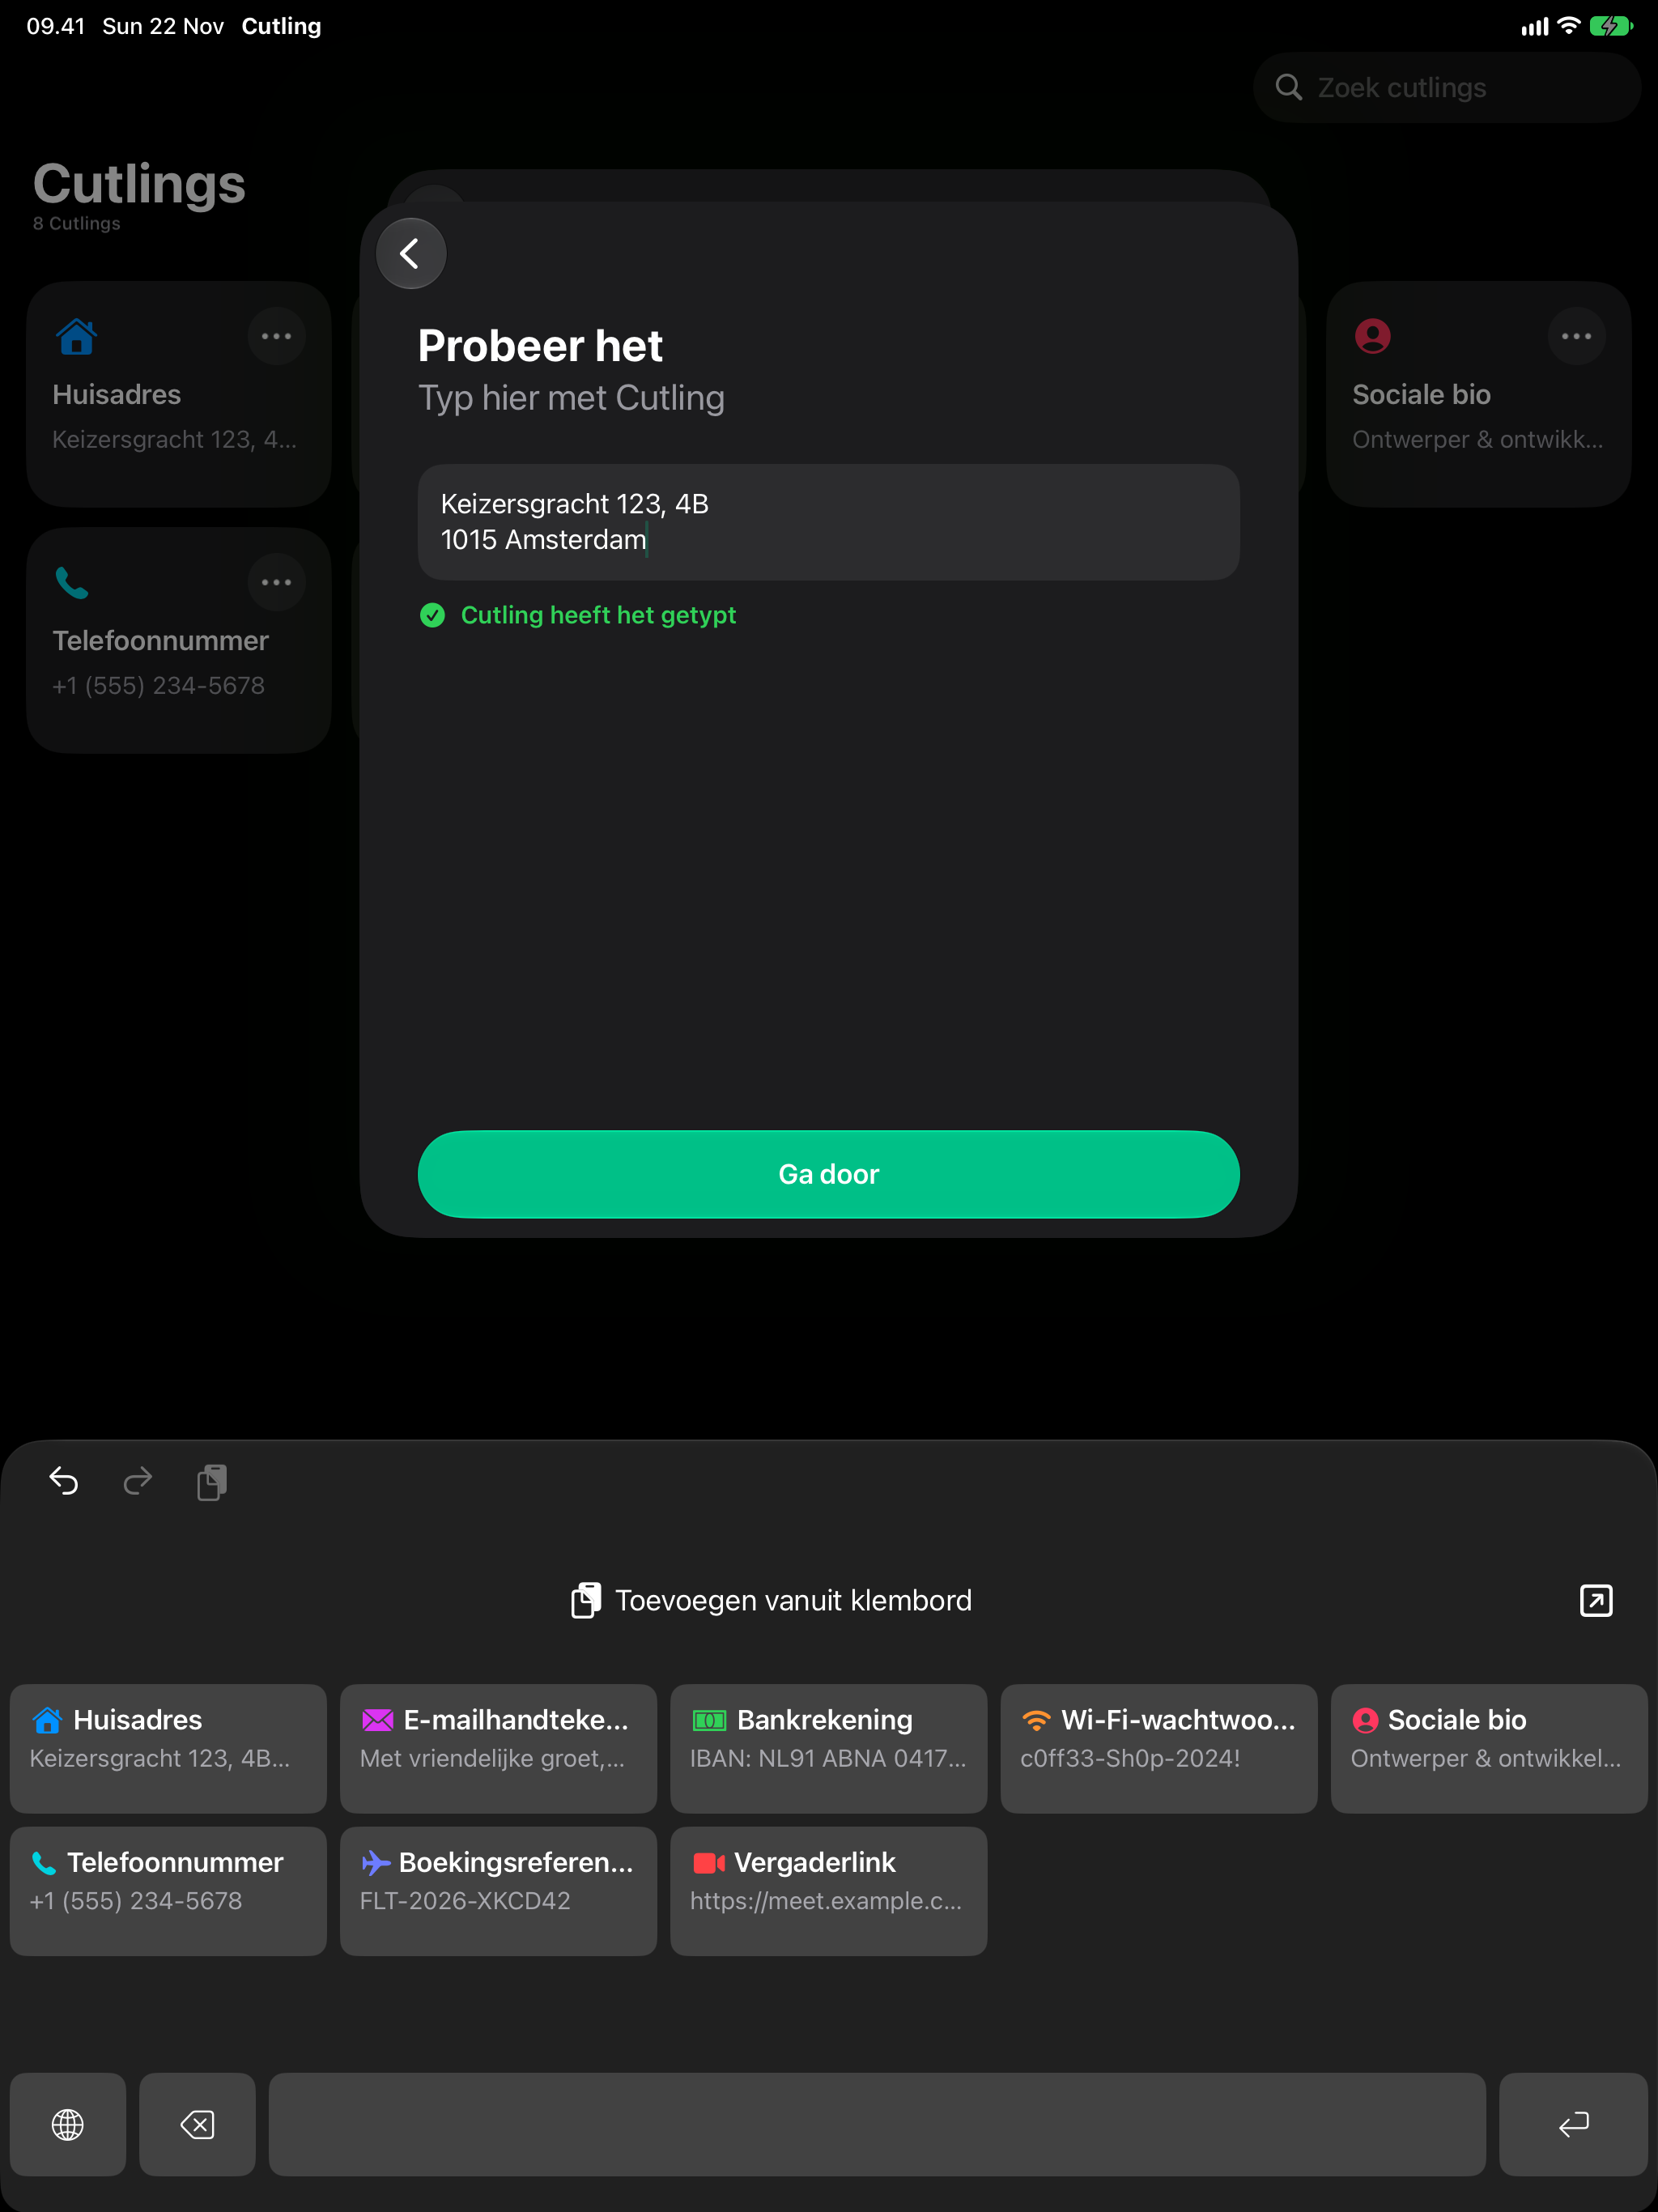 09.41 Sun 22 Nov Cutling
Zoek cutlings
Cutlings
8 Cutlings
Huisadres
Keizersgracht 123, 4...
Telefoonnummer
+1 (555) 234-5678
Sociale bio
Ontwerper & ontwikk...
Probeer het
Typ hier met Cutling
Keizersgracht 123, 4B
1015 Amsterdam
Cutling heeft het getypt
Ga door
Toevoegen vanuit klembord
Huisadres
Keizersgracht 123, 4B...
E-mailhandteke...
Met vriendelijke groet,...
Bankrekening
IBAN: NL91 ABNA 0417...
Wi-Fi-wachtwoo...
c0ff33-Sh0p-2024!
Sociale bio
Ontwerper & ontwikkel...
Telefoonnummer
+1 (555) 234-5678
Boekingsreferen...
FLT-2026-XKCD42
Vergaderlink
https://meet.example.c...